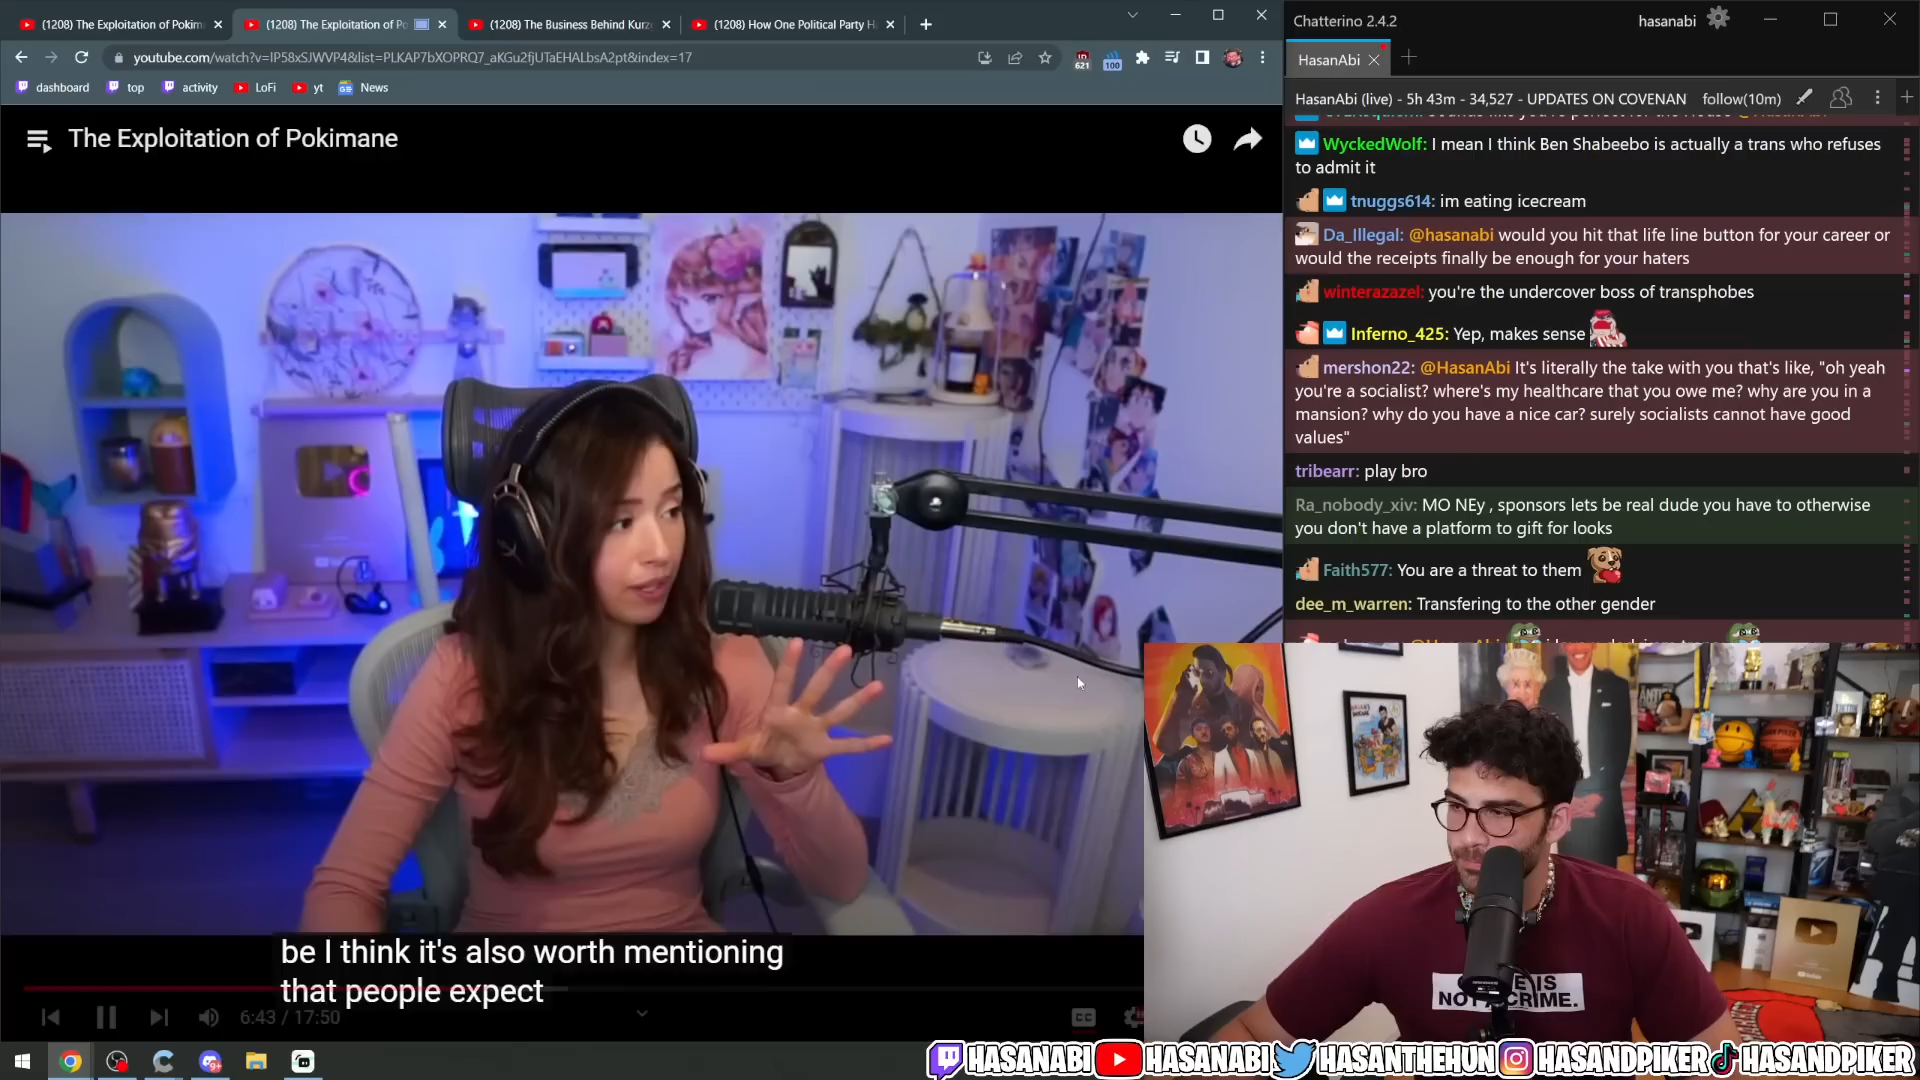 (1208) The Exploitation of Pokim
(1208) The Exploitation of Po
(1208) The Business Behind Kurz
(1208) How One Political Party H
youtube.com/watch?v=IP58xSJWVP4&list=PLKAP7bXOPRQ7_aKGu2fjUTaEHALbsA2pt&index=17
621
100
dashboard
top
activity
LoFi
yt
News
The Exploitation of Pokimane
be I think it's also worth mentioning
that people expect
6:43 / 17:50
CC
Chatterino 2.4.2
hasanabi
HasanAbi
HasanAbi (live) - 5h 43m - 34,527 - UPDATES ON COVENAN
follow(10m)
WyckedWolf: I mean I think Ben Shabeebo is actually a trans who refuses
to admit it
tnuggs614: im eating icecream
Da_Illegal: @hasanabi would you hit that life line button for your career or
would the receipts finally be enough for your haters
winterazazel: you're the undercover boss of transphobes
Inferno_425: Yep, makes sense
mershon22: @HasanAbi It's literally the take with you that's like, "oh yeah
you're a socialist? where's my healthcare that you owe me? why are you in a
mansion? why do you have a nice car? surely socialists cannot have good
values"
tribearr: play bro
Ra_nobody_xiv: MO NEy , sponsors lets be real dude you have to otherwise
you don't have a platform to gift for looks
Faith577: You are a threat to them
dee_m_warren: Transfering to the other gender
HASANABI
HASANABI
HASANTHEHUN
HASANDPIKER
HASANDPIKER